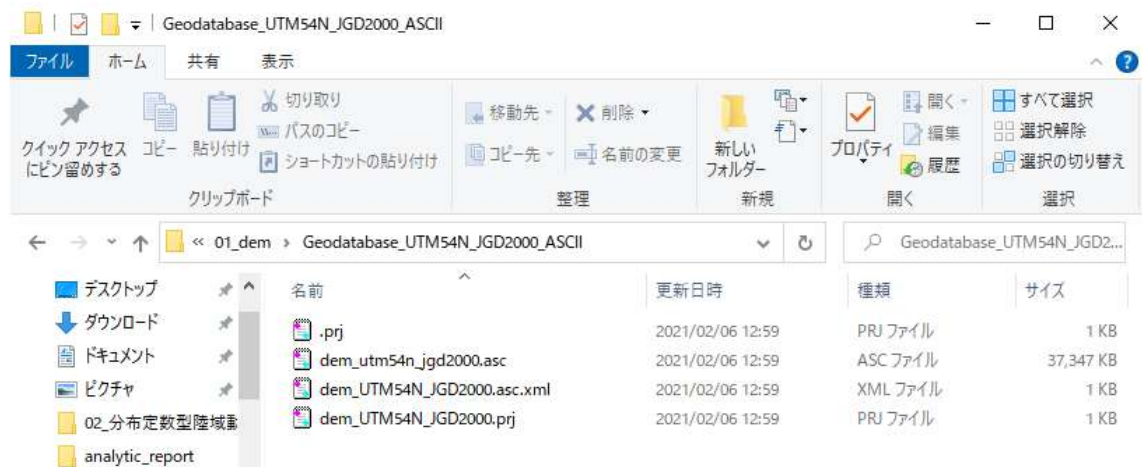 Geodatabase_UTM54N_JGD2000_ASCII
ファイル ホーム 共有 表示
クイック アクセス
にピン留めする
コピー
貼り付け
切り取り
パスのコピー
ショートカットの貼り付け
クリップボード
移動先
コピー先
削除
名前の変更
整理
新しい
フォルダー
新規
プロパティ
開く
編集
履歴
開く
すべて選択
選択解除
選択の切り替え
選択
« 01_dem › Geodatabase_UTM54N_JGD2000_ASCII
Geodatabase_UTM54N_JGD2...
デスクトップ
ダウンロード
ドキュメント
ピクチャ
02_分布定数型陸域
analytic_report
名前 更新日時 種類 サイズ
.prj 2021/02/06 12:59 PRJ ファイル 1 KB
dem_utm54n_jgd2000.asc 2021/02/06 12:59 ASC ファイル 37,347 KB
dem_UTM54N_JGD2000.asc.xml 2021/02/06 12:59 XML ファイル 1 KB
dem_UTM54N_JGD2000.prj 2021/02/06 12:59 PRJ ファイル 1 KB